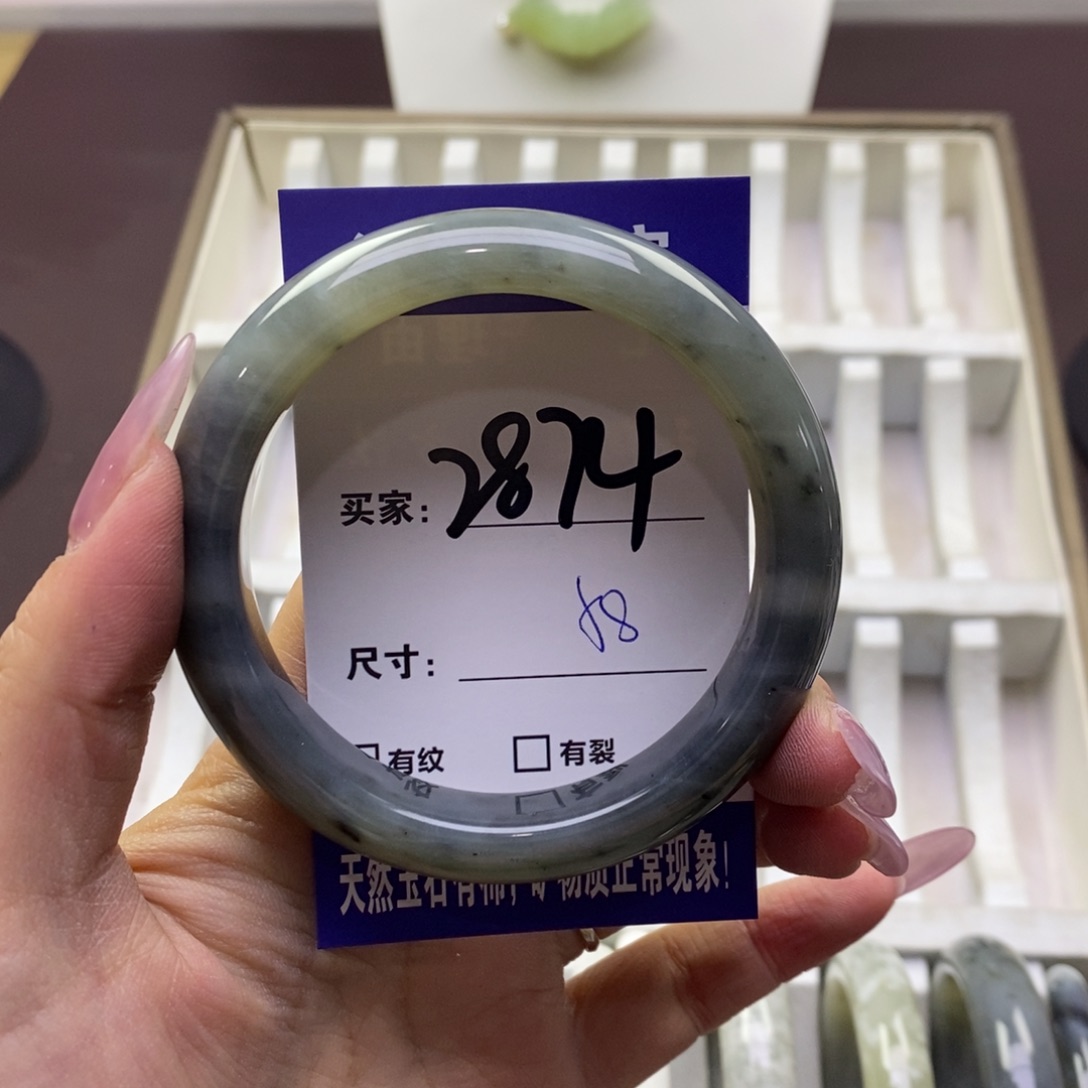 买家: 2874
尺寸: 58
有纹 有裂
天然玉石有棉,矿物质正常现象!